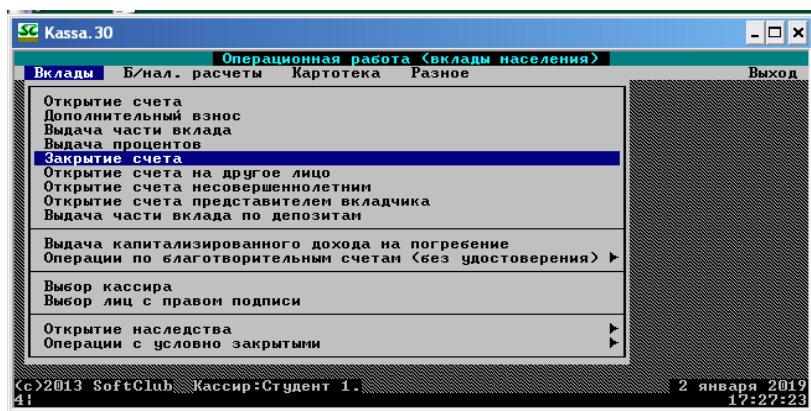 Kassa.30
Операционная работа (вклады населения)
Вклады Б/нал. расчеты Картотека Разное Выход
Открытие счета
Дополнительный взнос
Выдача части вклада
Выдача процентов
Закрытие счета
Открытие счета на другое лицо
Открытие счета несовершеннолетним
Открытие счета представителем вкладчика
Выдача части вклада по депозитам
Выдача капитализированного дохода на погребение
Операции по благотворительным счетам (без удостоверения)
Выбор кассира
Выбор лиц с правом подписи
Открытие наследства
Операции с условно закрытыми
(c)2013 SoftClub Кассир:Студент 1. 2 января 2019
4: 17:27:23